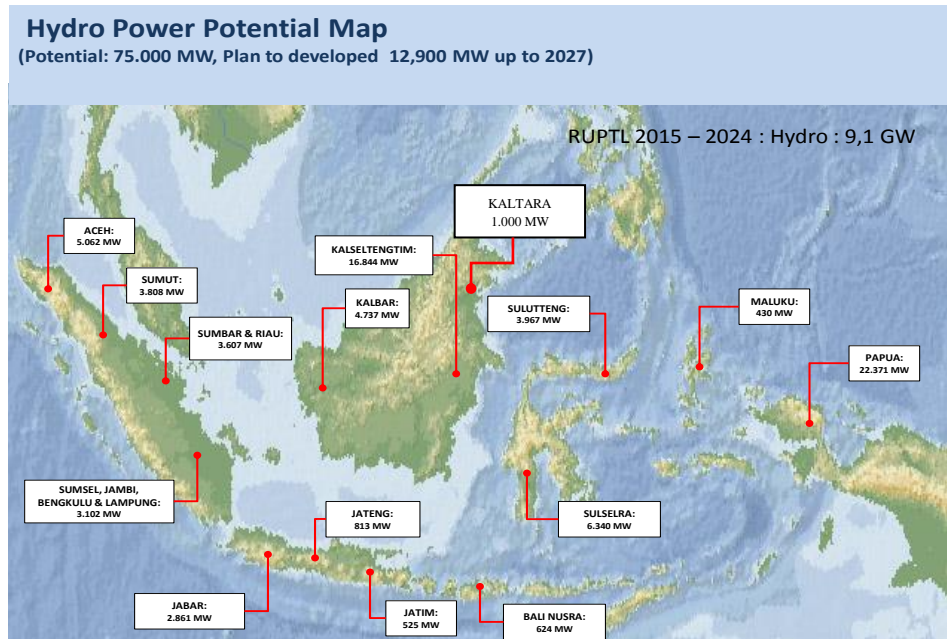 Hydro Power Potential Map
(Potential: 75.000 MW, Plan to developed 12,900 MW up to 2027)
RUPTL 2015 – 2024 : Hydro : 9,1 GW
KALTARA
1.000 MW
ACEH:
5.062 MW
KALSELTENGTIM:
16.844 MW
SUMUT:
3.808 MW
KALBAR:
4.737 MW
SULUTTENG:
3.967 MW
MALUKU:
430 MW
SUMBAR & RIAU:
3.607 MW
PAPUA:
22.371 MW
SUMSEL, JAMBI,
BENGKULU & LAMPUNG:
3.102 MW
JATENG:
813 MW
SULSELRA:
6.340 MW
JABAR:
2.861 MW
JATIM:
525 MW
BALI NUSRA:
624 MW